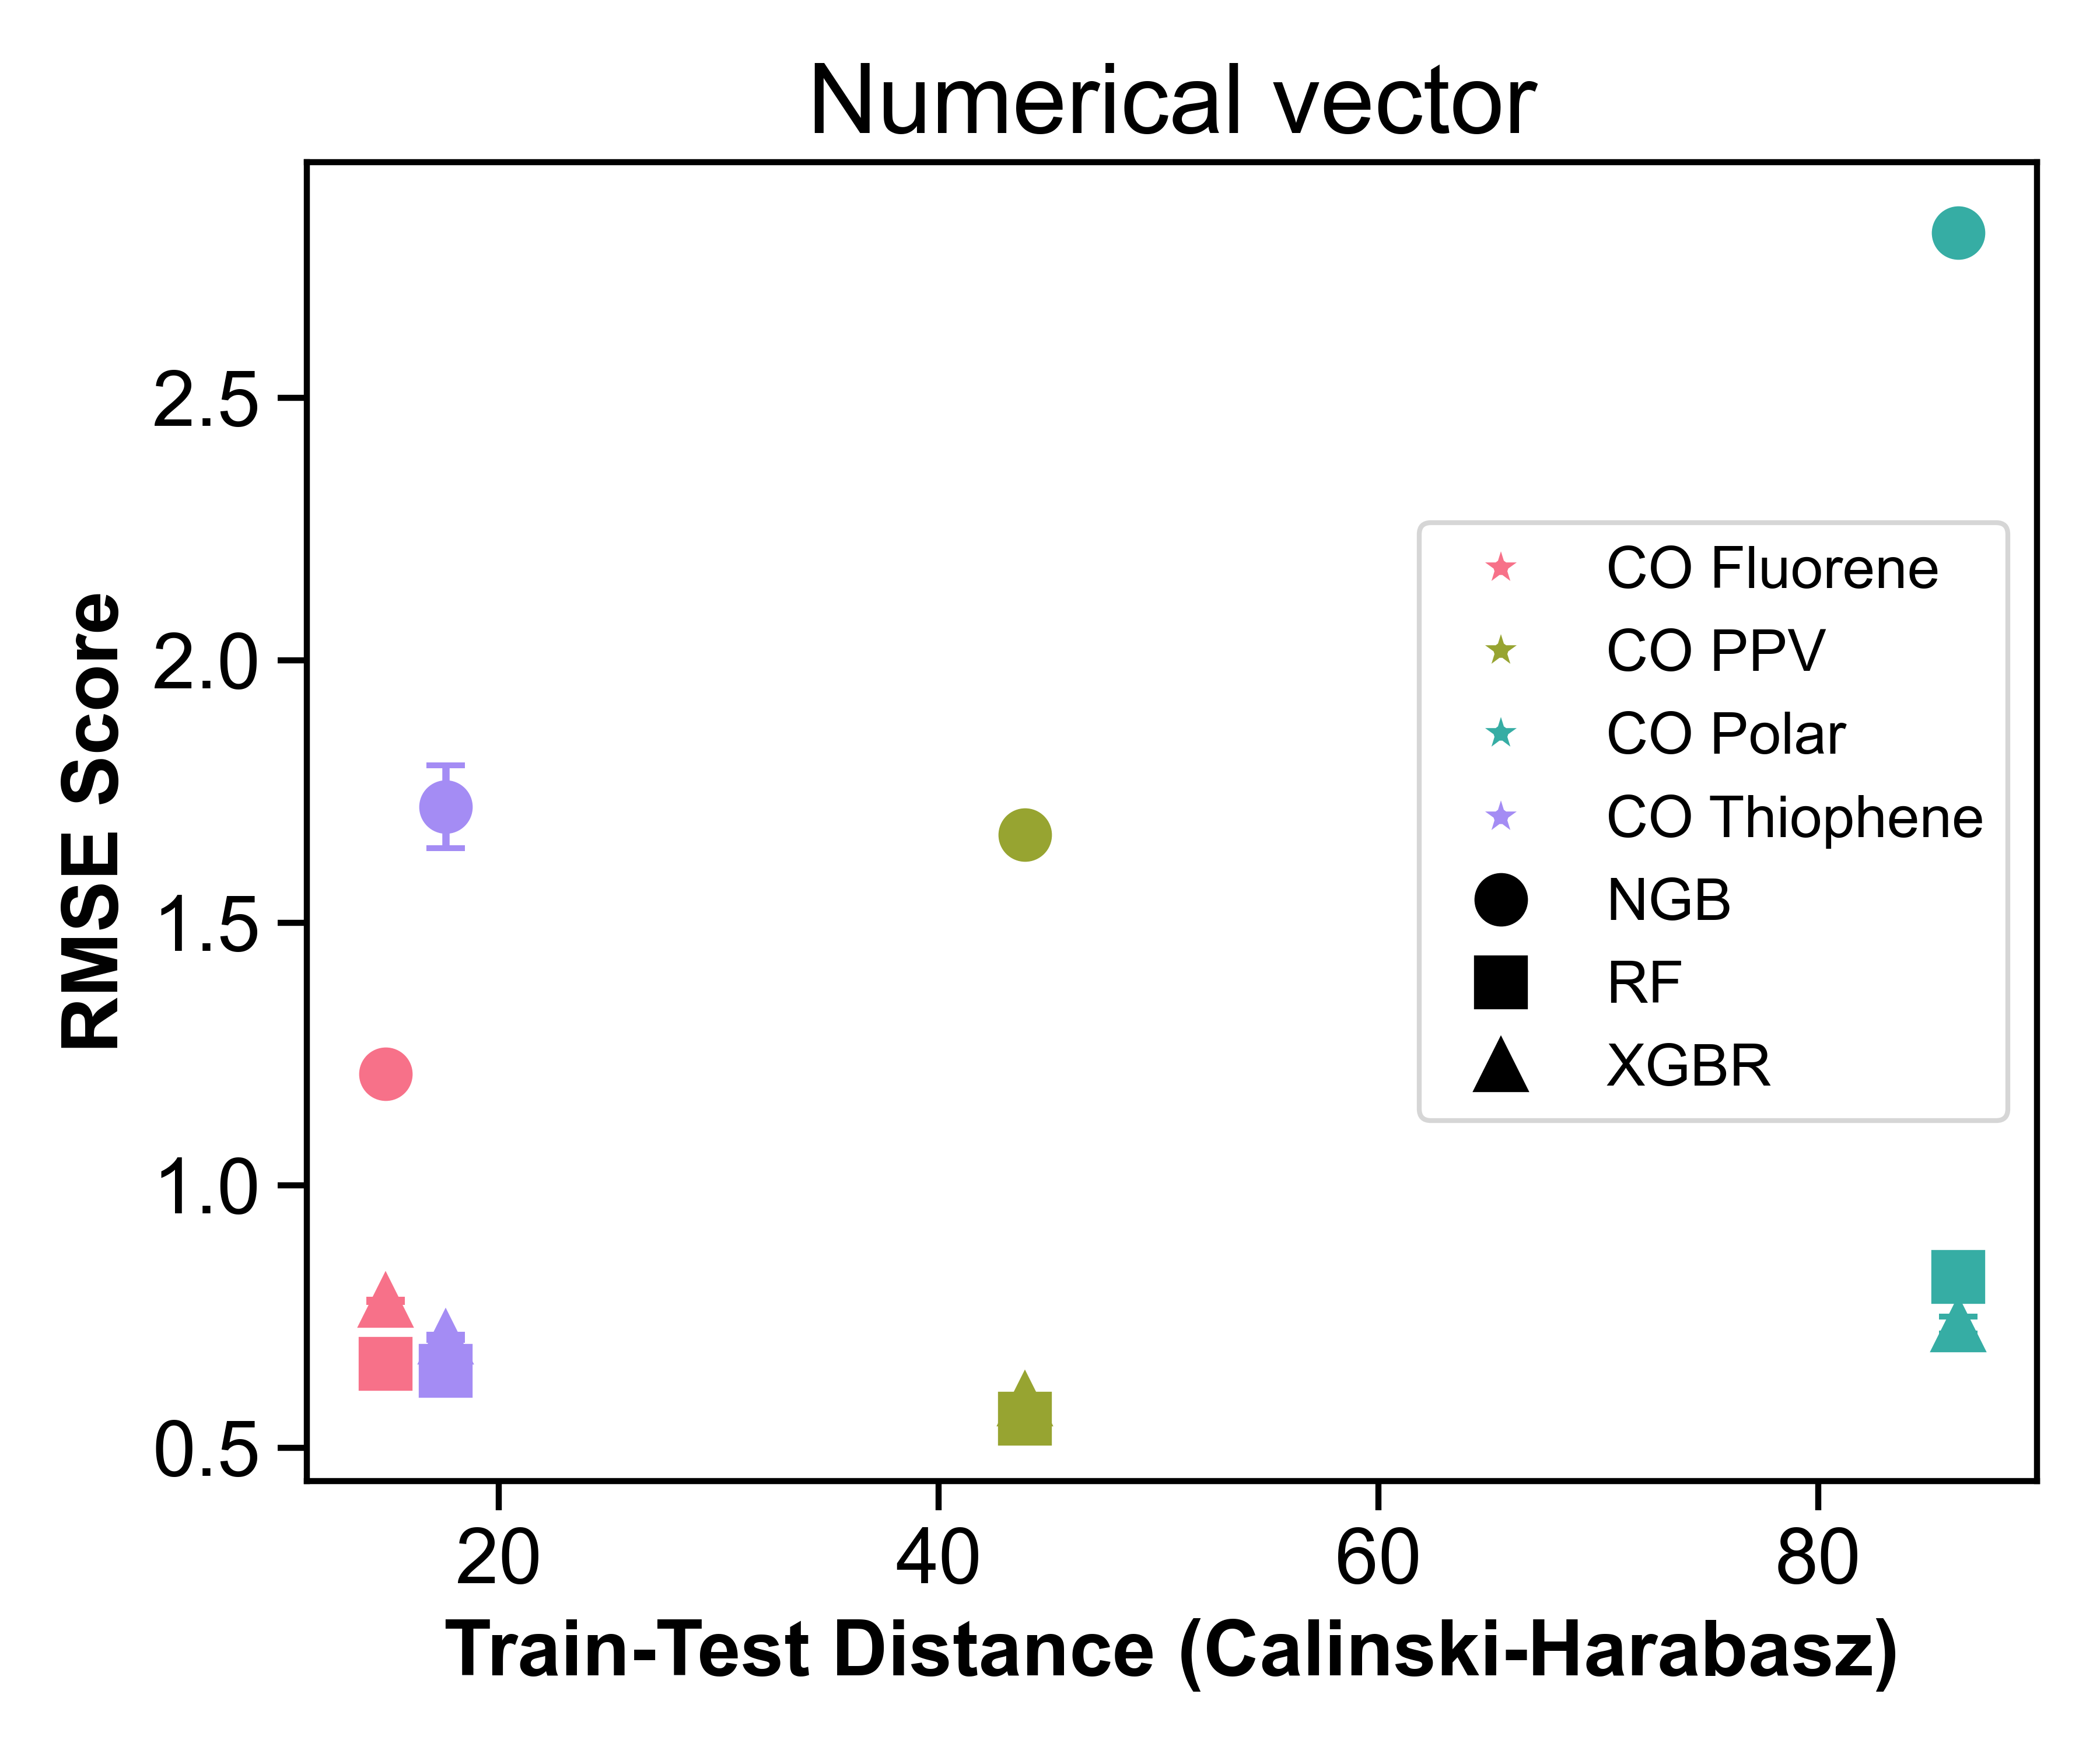 Numerical vector
RMSE Score
2.5
2.0
1.5
1.0
0.5
CO Fluorene
CO PPV
CO Polar
CO Thiophene
NGB
RF
XGBR
20 40 60 80
Train-Test Distance (Calinski-Harabasz)